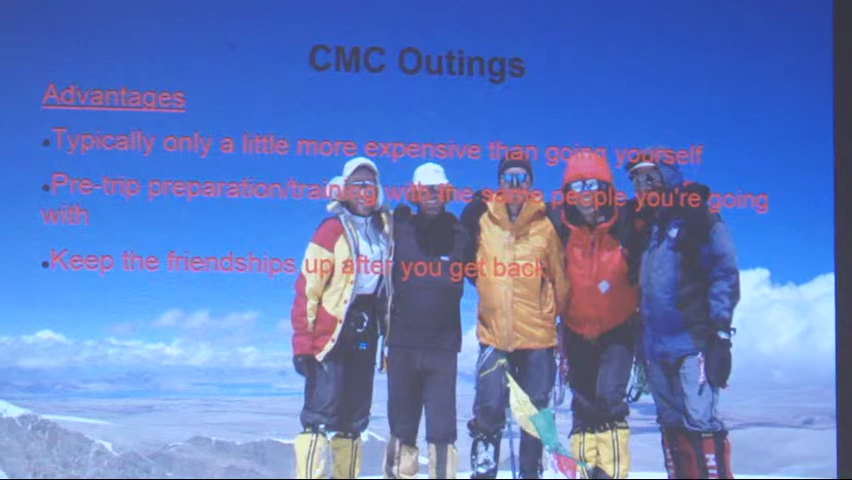 CMC Outings
Advantages
•Typically only a little more expensive than going yourself
•Pre-trip preparation/training with the same people you're going
with
•Keep the friendships up after you get back